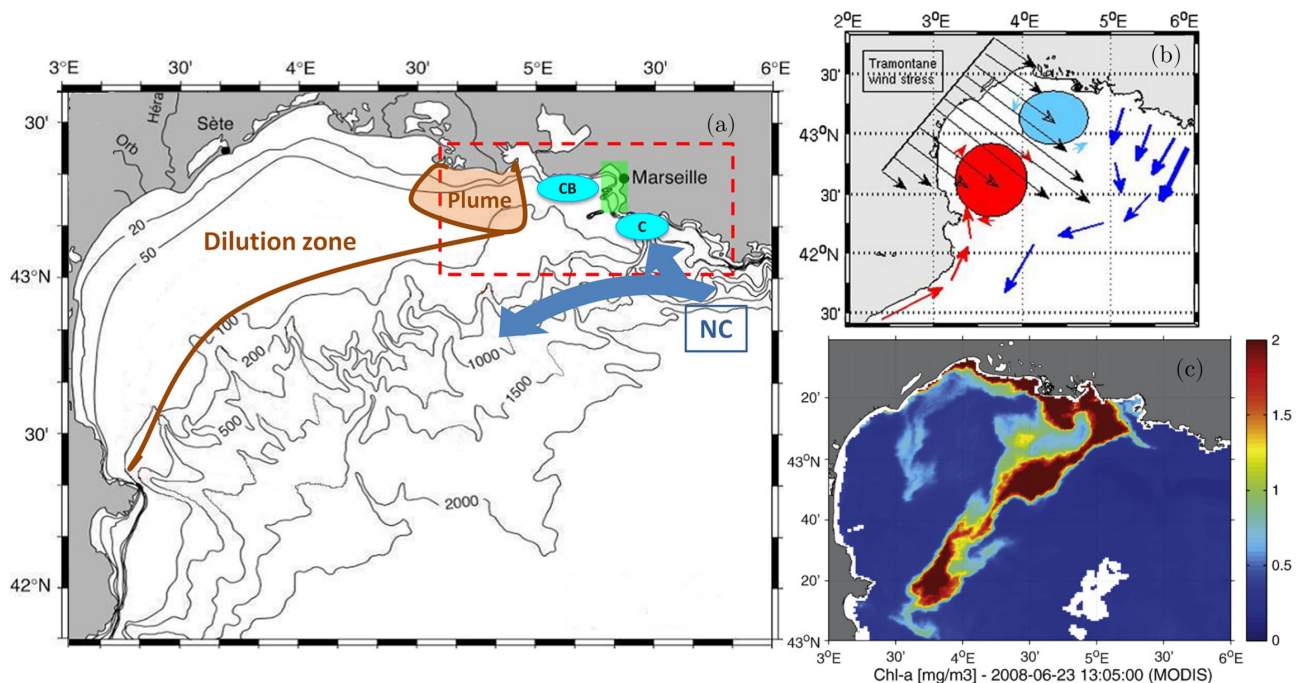 3°E
30'
4°E
30'
5°E
30'
6°E
30'
43°N
30'
42°N
Orb
Héra
Sète
(a)
Marseille
CB
C
Plume
Dilution zone
NC
20
50
100
200
500
1000
1500
2000
2°E
3°E
4°E
5°E
6°E
(b)
Tramontane
wind stress
30'
43°N
30'
42°N
30'
(c)
20'
43°N
40'
20'
43°N
3°E
4°E
5°E
6°E
2
1.5
1
0.5
0
Chl-a [mg/m3] - 2008-06-23 13:05:00 (MODIS)